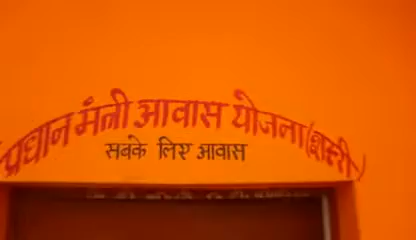 प्रधान मंत्री आवास योजना (शहरी)
सबके लिए आवास